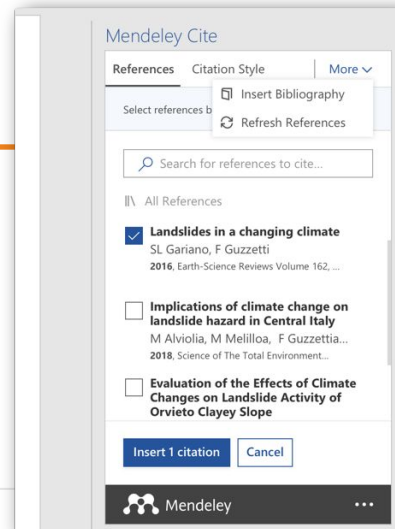 Mendeley Cite
References Citation Style More
Insert Bibliography
Select references b
Refresh References
Search for references to cite...
All References
Landslides in a changing climate
SL Gariano, F Guzzetti
2016, Earth-Science Reviews Volume 162, ...
Implications of climate change on
landslide hazard in Central Italy
M Alviolia, M Melilloa, F Guzzettia...
2018, Science of The Total Environment...
Evaluation of the Effects of Climate
Changes on Landslide Activity of
Orvieto Clayey Slope
Insert 1 citation Cancel
Mendeley ...